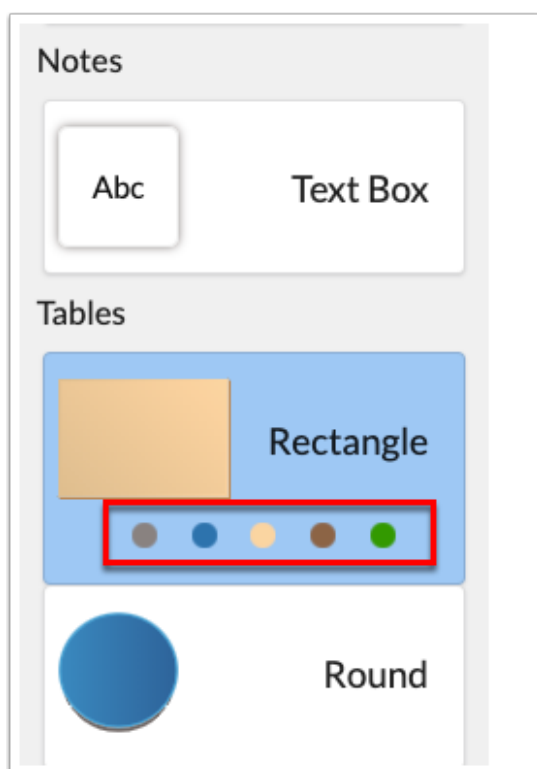 Notes
Abc
Text Box
Tables
Rectangle
Round